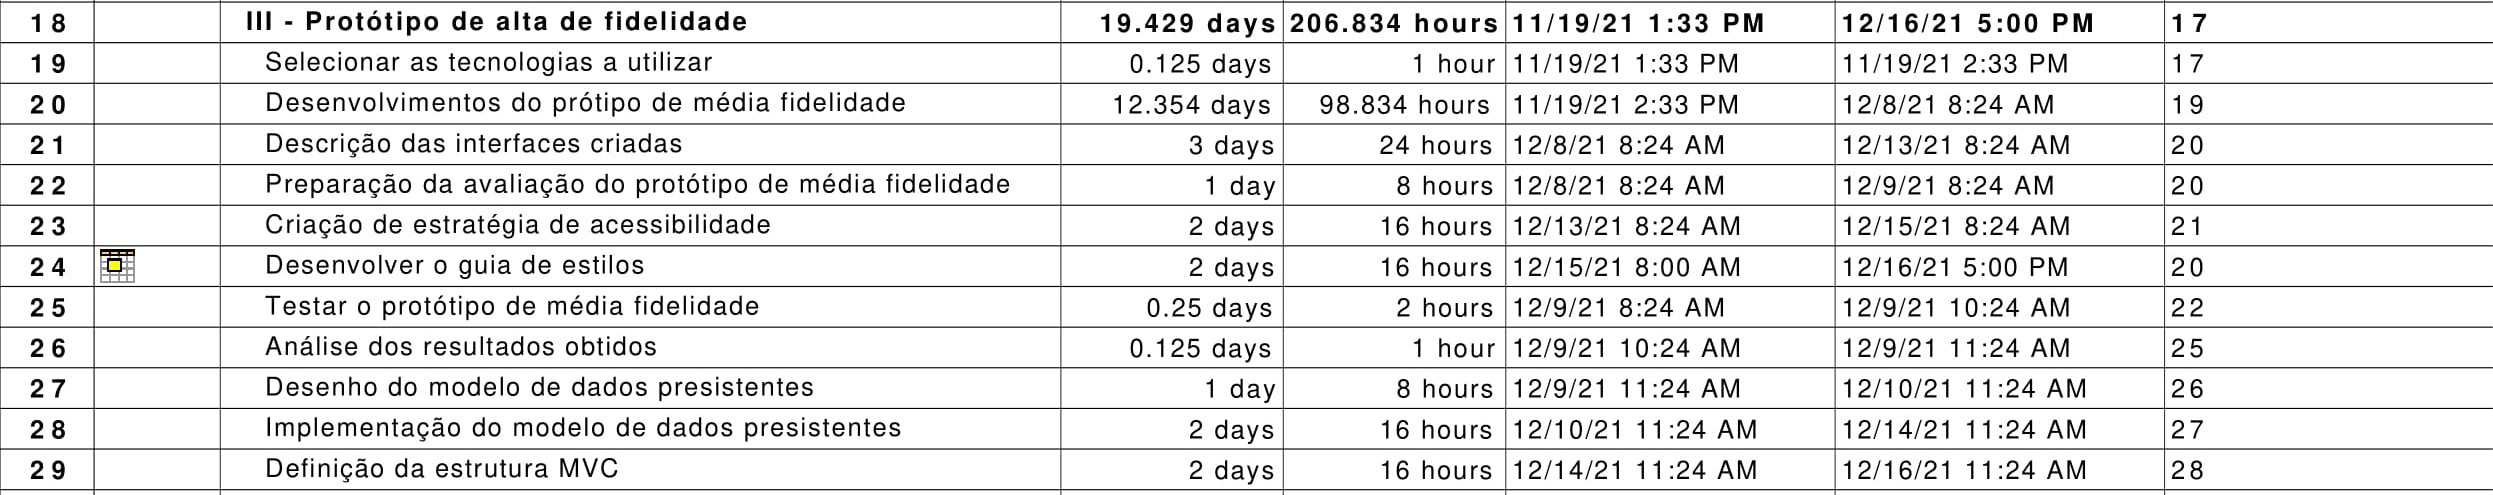 18 III - Protótipo de alta de fidelidade 19.429 days 206.834 hours 11/19/21 1:33 PM 12/16/21 5:00 PM 17
19 Selecionar as tecnologias a utilizar 0.125 days 1 hour 11/19/21 1:33 PM 11/19/21 2:33 PM 17
20 Desenvolvimentos do prótipo de média fidelidade 12.354 days 98.834 hours 11/19/21 2:33 PM 12/8/21 8:24 AM 19
21 Descrição das interfaces criadas 3 days 24 hours 12/8/21 8:24 AM 12/13/21 8:24 AM 20
22 Preparação da avaliação do protótipo de média fidelidade 1 day 8 hours 12/8/21 8:24 AM 12/9/21 8:24 AM 20
23 Criação de estratégia de acessibilidade 2 days 16 hours 12/13/21 8:24 AM 12/15/21 8:24 AM 21
24 Desenvolver o guia de estilos 2 days 16 hours 12/15/21 8:00 AM 12/16/21 5:00 PM 20
25 Testar o protótipo de média fidelidade 0.25 days 2 hours 12/9/21 8:24 AM 12/9/21 10:24 AM 22
26 Análise dos resultados obtidos 0.125 days 1 hour 12/9/21 10:24 AM 12/9/21 11:24 AM 25
27 Desenho do modelo de dados presistentes 1 day 8 hours 12/9/21 11:24 AM 12/10/21 11:24 AM 26
28 Implementação do modelo de dados presistentes 2 days 16 hours 12/10/21 11:24 AM 12/14/21 11:24 AM 27
29 Definição da estrutura MVC 2 days 16 hours 12/14/21 11:24 AM 12/16/21 11:24 AM 28